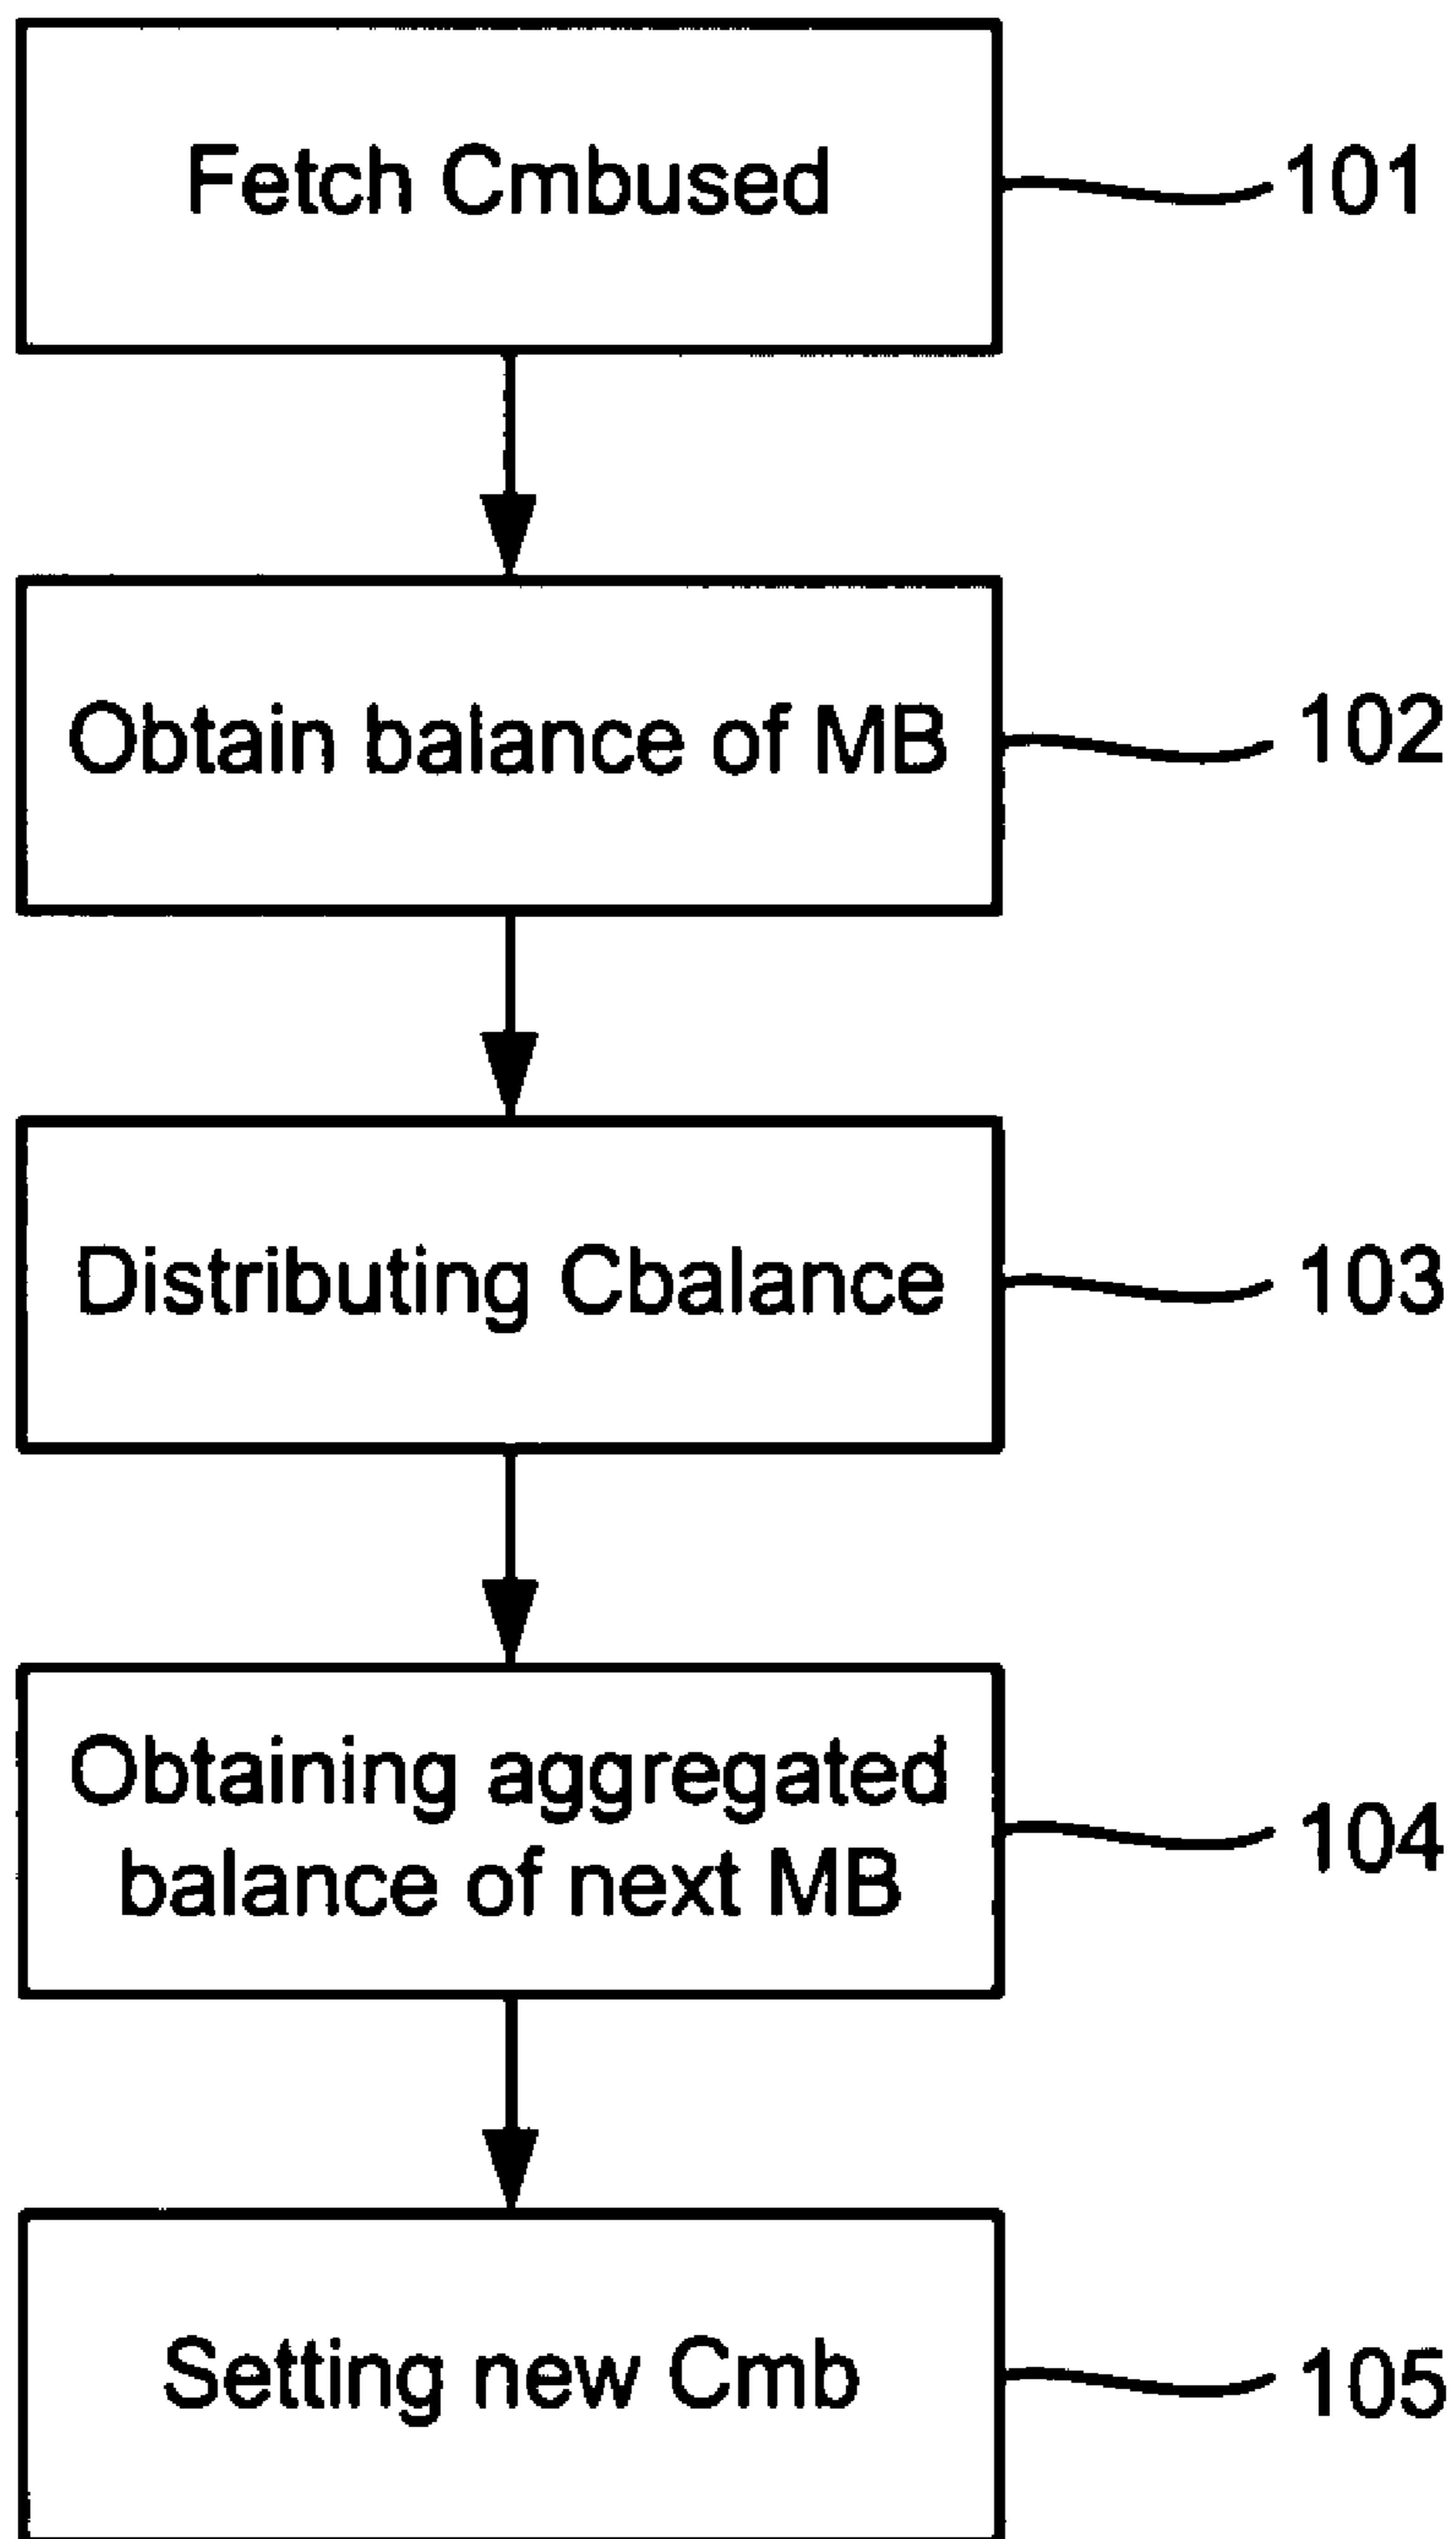 Fetch Cmbused
101
Obtain balance of MB
102
Distributing Cbalance
103
Obtaining aggregated
balance of next MB
104
Setting new Cmb
105